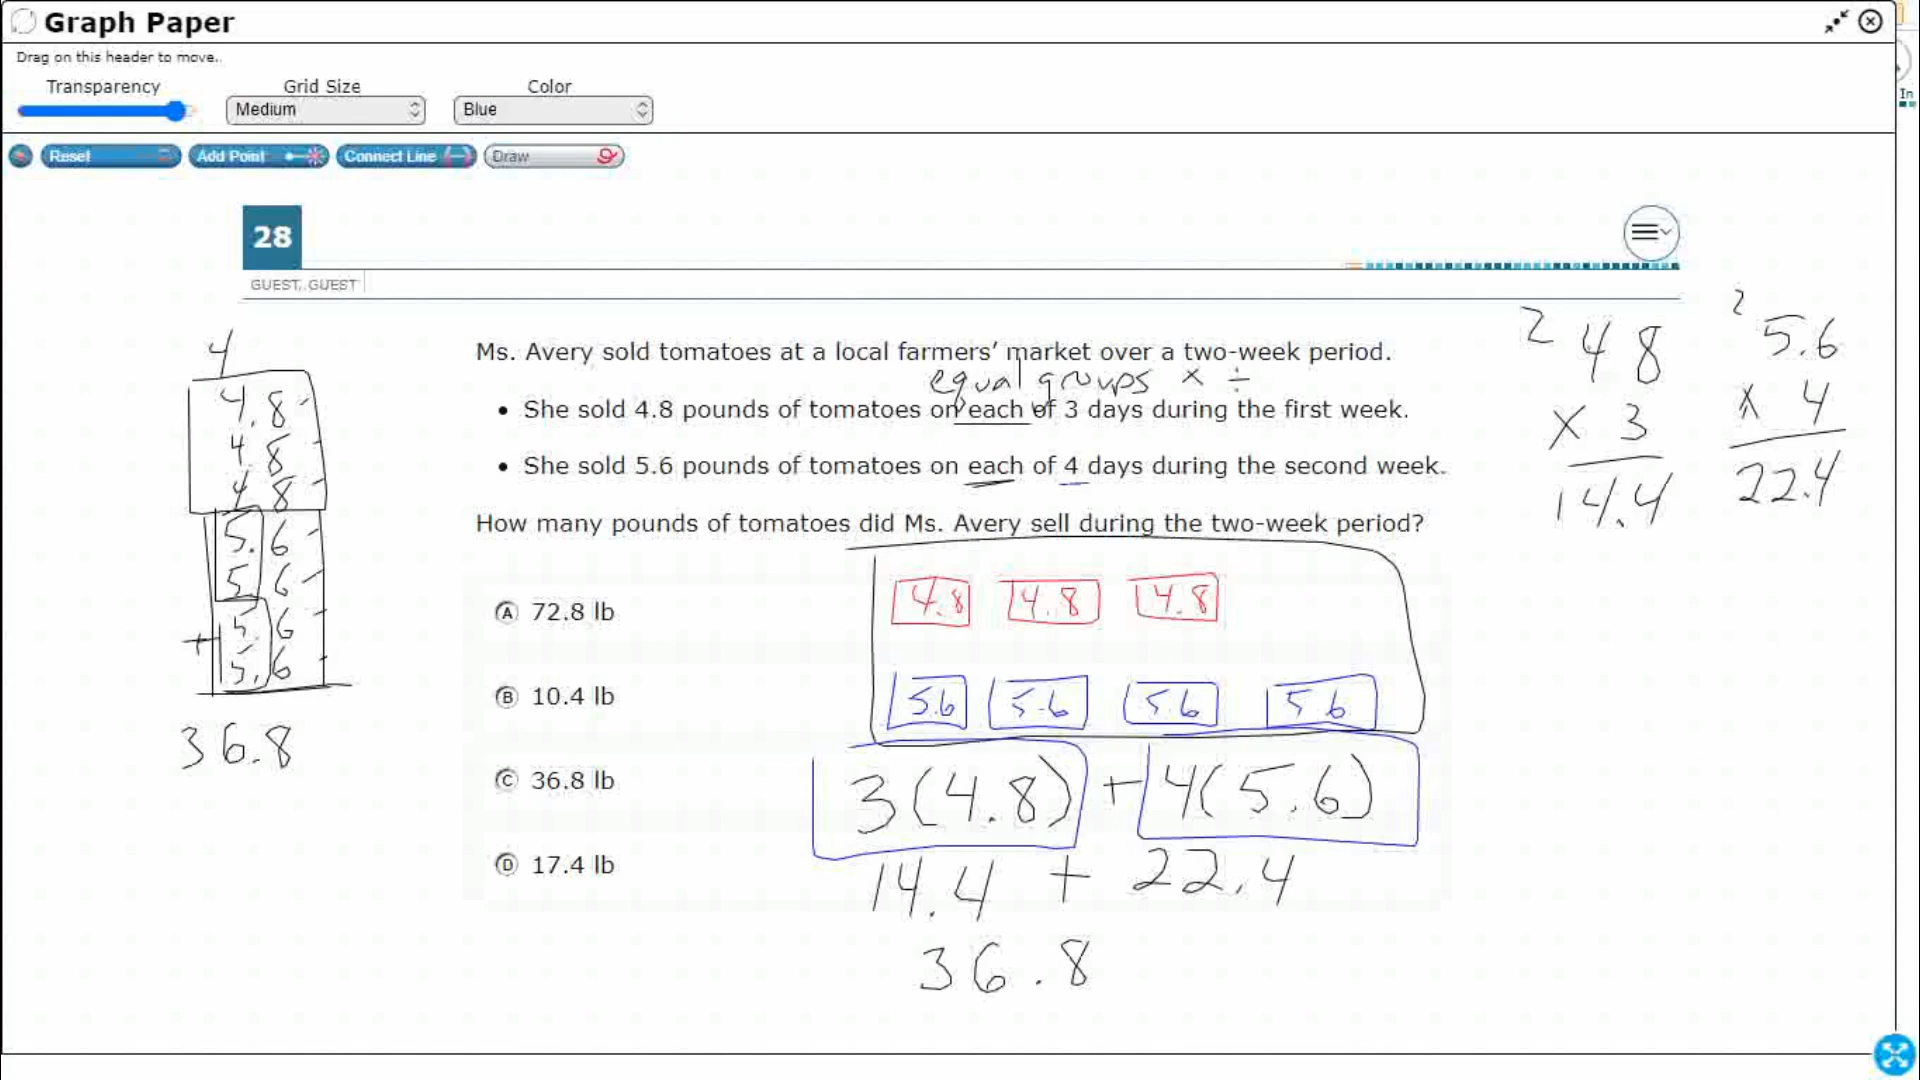 Graph Paper
Drag on this header to move..
Transparency Grid Size Color
Medium Blue
Reset Add Point Connect Line Draw
In
28
GUEST, GUEST
Ms. Avery sold tomatoes at a local farmers’ market over a two-week period.
equal groups × ÷
• She sold 4.8 pounds of tomatoes on each of 3 days during the first week.
• She sold 5.6 pounds of tomatoes on each of 4 days during the second week.
How many pounds of tomatoes did Ms. Avery sell during the two-week period?
A 72.8 lb
B 10.4 lb
C 36.8 lb
D 17.4 lb
4
4.8
4.8
4.8
5.6
5.6
5.6
+ 5.6
36.8
4.8 4.8 4.8
5.6 5.6 5.6 5.6
3(4.8) + 4(5.6)
14.4 + 22.4
36.8
2
4 8
× 3
14.4
2
5.6
× 4
22.4